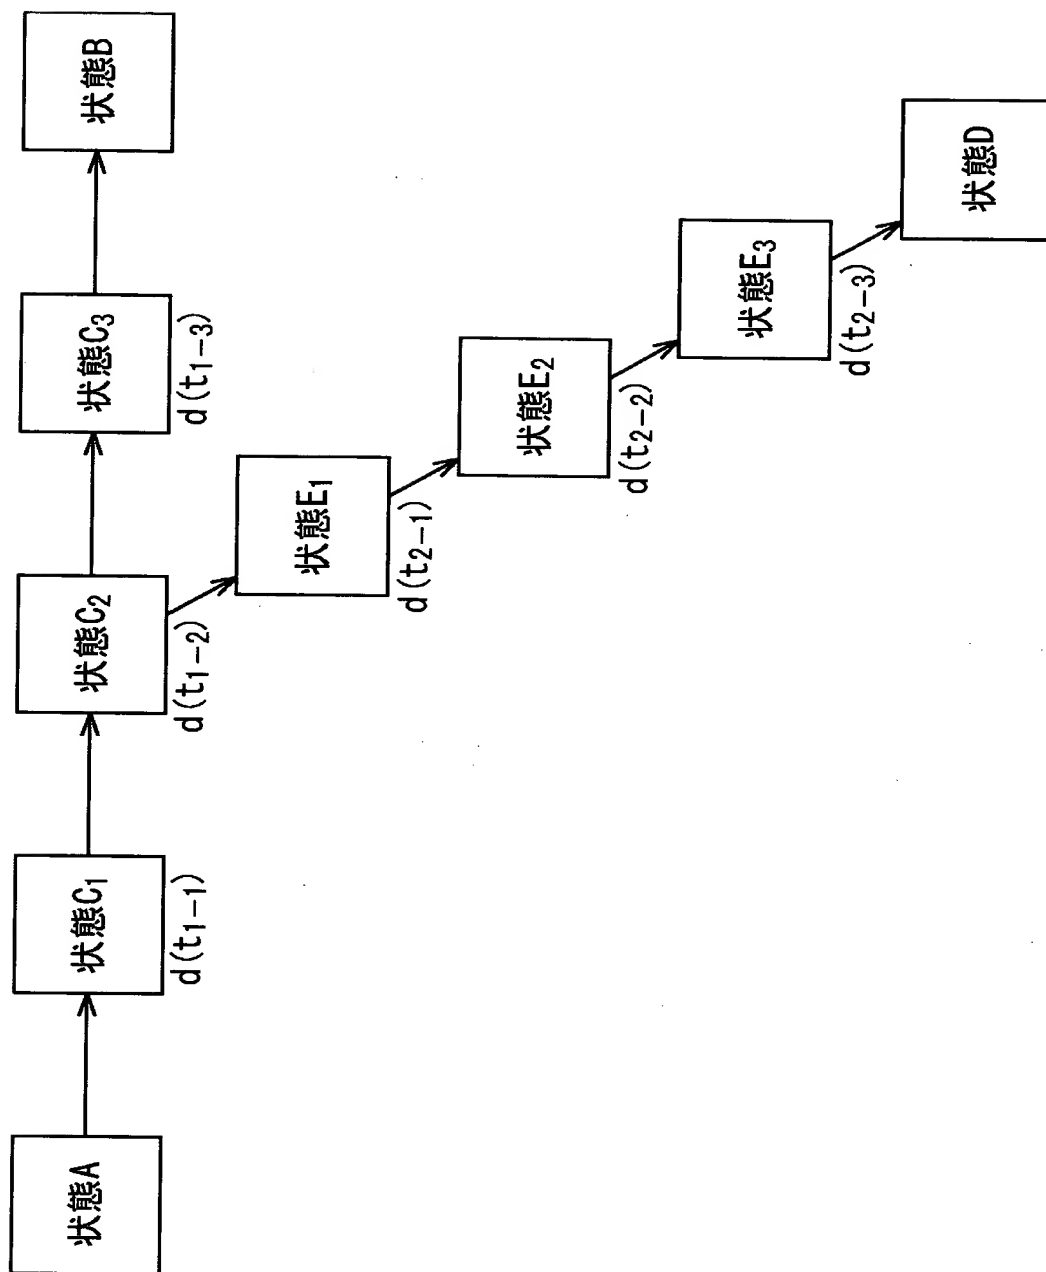 状態A
状態C₁
d(t₁₋₁)
状態C₂
d(t₁₋₂)
状態C₃
d(t₁₋₃)
状態B
状態E₁
d(t₂₋₁)
状態E₂
d(t₂₋₂)
状態E₃
d(t₂₋₃)
状態D